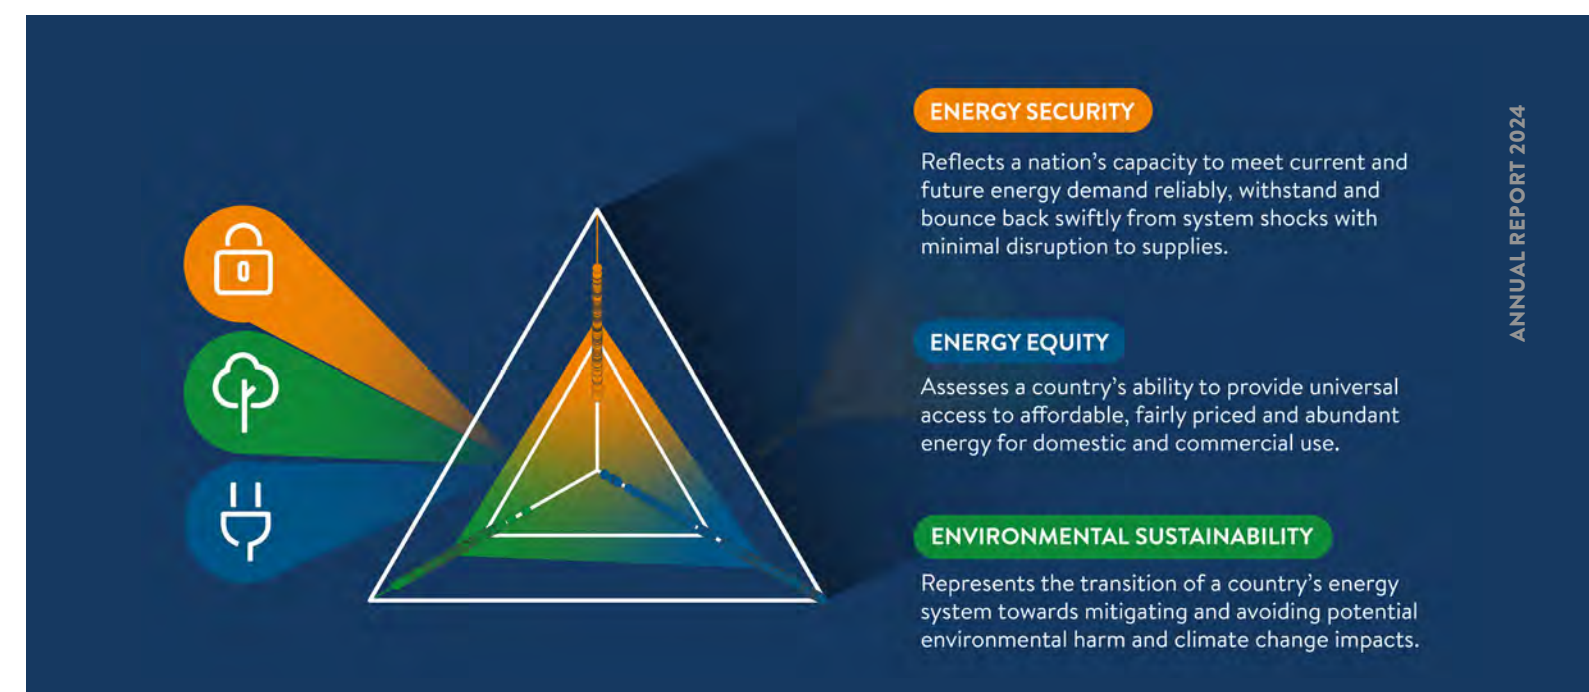 ENERGY SECURITY
Reflects a nation’s capacity to meet current and
future energy demand reliably, withstand and
bounce back swiftly from system shocks with
minimal disruption to supplies.
ENERGY EQUITY
Assesses a country’s ability to provide universal
access to affordable, fairly priced and abundant
energy for domestic and commercial use.
ENVIRONMENTAL SUSTAINABILITY
Represents the transition of a country’s energy
system towards mitigating and avoiding potential
environmental harm and climate change impacts.
ANNUAL REPORT 2024